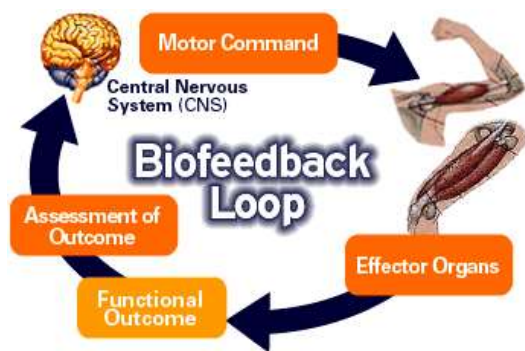 Motor Command
Central Nervous
System (CNS)
Biofeedback
Loop
Assessment of
Outcome
Effector Organs
Functional
Outcome